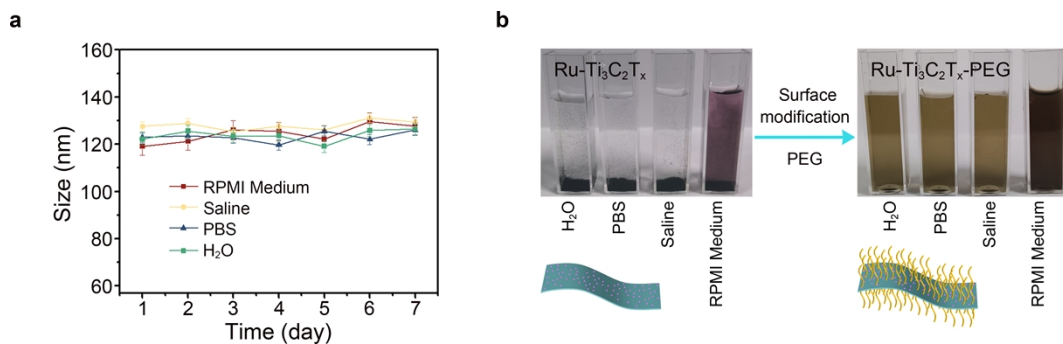 a
160
140
120
100
80
60
Size (nm)
RPMI Medium
Saline
PBS
H₂O
1 2 3 4 5 6 7
Time (day)
b
Ru-Ti₃C₂Tₓ
Surface
modification
PEG
Ru-Ti₃C₂Tₓ-PEG
H₂O
PBS
Saline
RPMI Medium
H₂O
PBS
Saline
RPMI Medium